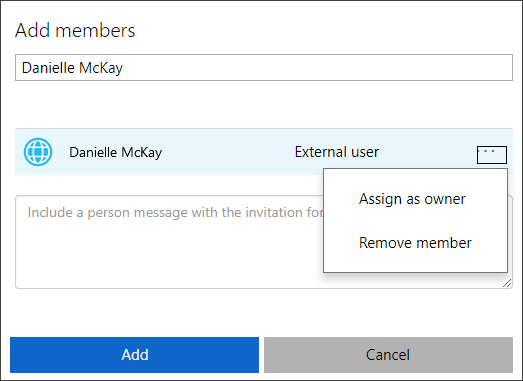 Add members
Danielle McKay
Danielle McKay External user ...
Assign as owner
Include a person message with the invitation for
Remove member
Add Cancel